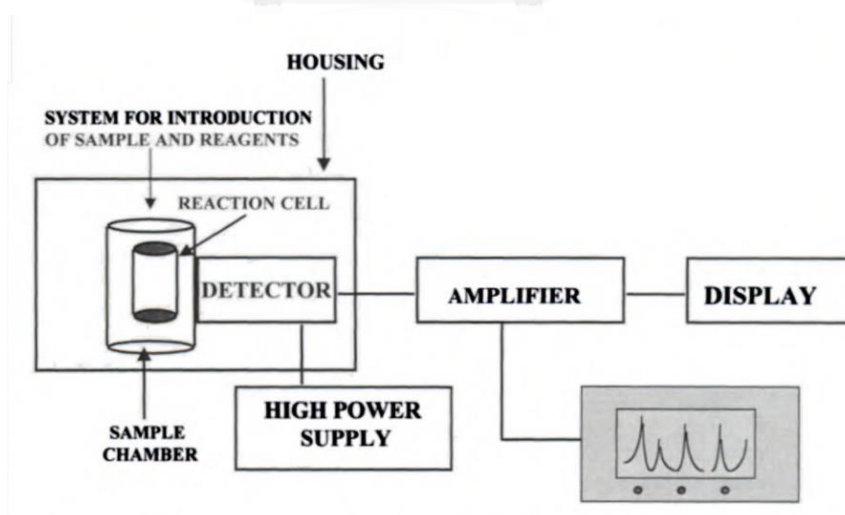 HOUSING
SYSTEM FOR INTRODUCTION
OF SAMPLE AND REAGENTS
REACTION CELL
DETECTOR
AMPLIFIER
DISPLAY
HIGH POWER
SUPPLY
SAMPLE
CHAMBER